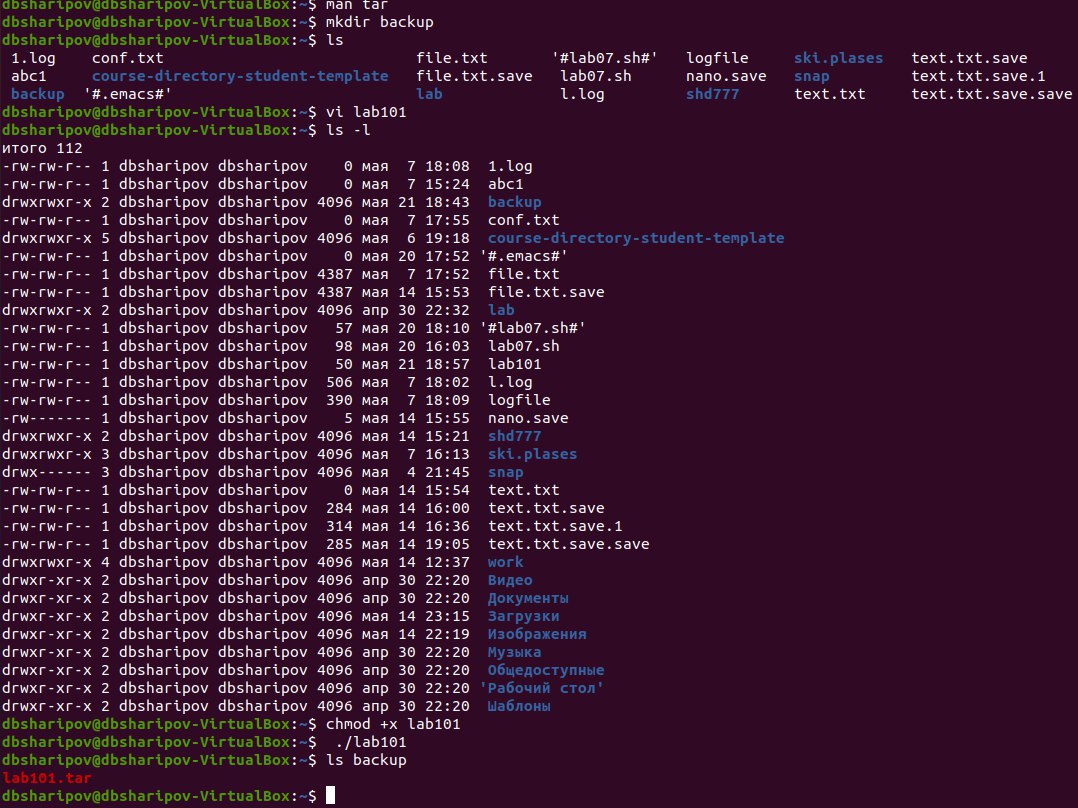 dbsharipov@dbsharipov-VirtualBox:~$ man tar
dbsharipov@dbsharipov-VirtualBox:~$ mkdir backup
dbsharipov@dbsharipov-VirtualBox:~$ ls
1.log conf.txt file.txt '#lab07.sh#' logfile ski.plases text.txt.save
abc1 course-directory-student-template file.txt.save lab07.sh nano.save snap text.txt.save.1
backup '#.emacs#' lab l.log shd777 text.txt text.txt.save.save
dbsharipov@dbsharipov-VirtualBox:~$ vi lab101
dbsharipov@dbsharipov-VirtualBox:~$ ls -l
итого 112
-rw-rw-r-- 1 dbsharipov dbsharipov 0 мая 7 18:08 1.log
-rw-rw-r-- 1 dbsharipov dbsharipov 0 мая 7 15:24 abc1
drwxrwxr-x 2 dbsharipov dbsharipov 4096 мая 21 18:43 backup
-rw-rw-r-- 1 dbsharipov dbsharipov 0 мая 7 17:55 conf.txt
drwxrwxr-x 5 dbsharipov dbsharipov 4096 мая 6 19:18 course-directory-student-template
-rw-rw-r-- 1 dbsharipov dbsharipov 0 мая 20 17:52 '#.emacs#'
-rw-rw-r-- 1 dbsharipov dbsharipov 4387 мая 7 17:52 file.txt
-rw-rw-r-- 1 dbsharipov dbsharipov 4387 мая 14 15:53 file.txt.save
drwxrwxr-x 2 dbsharipov dbsharipov 4096 апр 30 22:32 lab
-rw-rw-r-- 1 dbsharipov dbsharipov 57 мая 20 18:10 '#lab07.sh#'
-rw-rw-r-- 1 dbsharipov dbsharipov 98 мая 20 16:03 lab07.sh
-rw-rw-r-- 1 dbsharipov dbsharipov 50 мая 21 18:57 lab101
-rw-rw-r-- 1 dbsharipov dbsharipov 506 мая 7 18:02 l.log
-rw-rw-r-- 1 dbsharipov dbsharipov 390 мая 7 18:09 logfile
-rw------- 1 dbsharipov dbsharipov 5 мая 14 15:55 nano.save
drwxrwxr-x 2 dbsharipov dbsharipov 4096 мая 14 15:21 shd777
drwxrwxr-x 3 dbsharipov dbsharipov 4096 мая 7 16:13 ski.plases
drwx------ 3 dbsharipov dbsharipov 4096 мая 4 21:45 snap
-rw-rw-r-- 1 dbsharipov dbsharipov 0 мая 14 15:54 text.txt
-rw-rw-r-- 1 dbsharipov dbsharipov 284 мая 14 16:00 text.txt.save
-rw-rw-r-- 1 dbsharipov dbsharipov 314 мая 14 16:36 text.txt.save.1
-rw-rw-r-- 1 dbsharipov dbsharipov 285 мая 14 19:05 text.txt.save.save
drwxrwxr-x 4 dbsharipov dbsharipov 4096 мая 14 12:37 work
drwxr-xr-x 2 dbsharipov dbsharipov 4096 апр 30 22:20 Видео
drwxr-xr-x 2 dbsharipov dbsharipov 4096 апр 30 22:20 Документы
drwxr-xr-x 2 dbsharipov dbsharipov 4096 мая 14 23:15 Загрузки
drwxr-xr-x 2 dbsharipov dbsharipov 4096 мая 14 22:19 Изображения
drwxr-xr-x 2 dbsharipov dbsharipov 4096 апр 30 22:20 Музыка
drwxr-xr-x 2 dbsharipov dbsharipov 4096 апр 30 22:20 Общедоступные
drwxr-xr-x 2 dbsharipov dbsharipov 4096 апр 30 22:20 'Рабочий стол'
drwxr-xr-x 2 dbsharipov dbsharipov 4096 апр 30 22:20 Шаблоны
dbsharipov@dbsharipov-VirtualBox:~$ chmod +x lab101
dbsharipov@dbsharipov-VirtualBox:~$ ./lab101
dbsharipov@dbsharipov-VirtualBox:~$ ls backup
lab101.tar
dbsharipov@dbsharipov-VirtualBox:~$